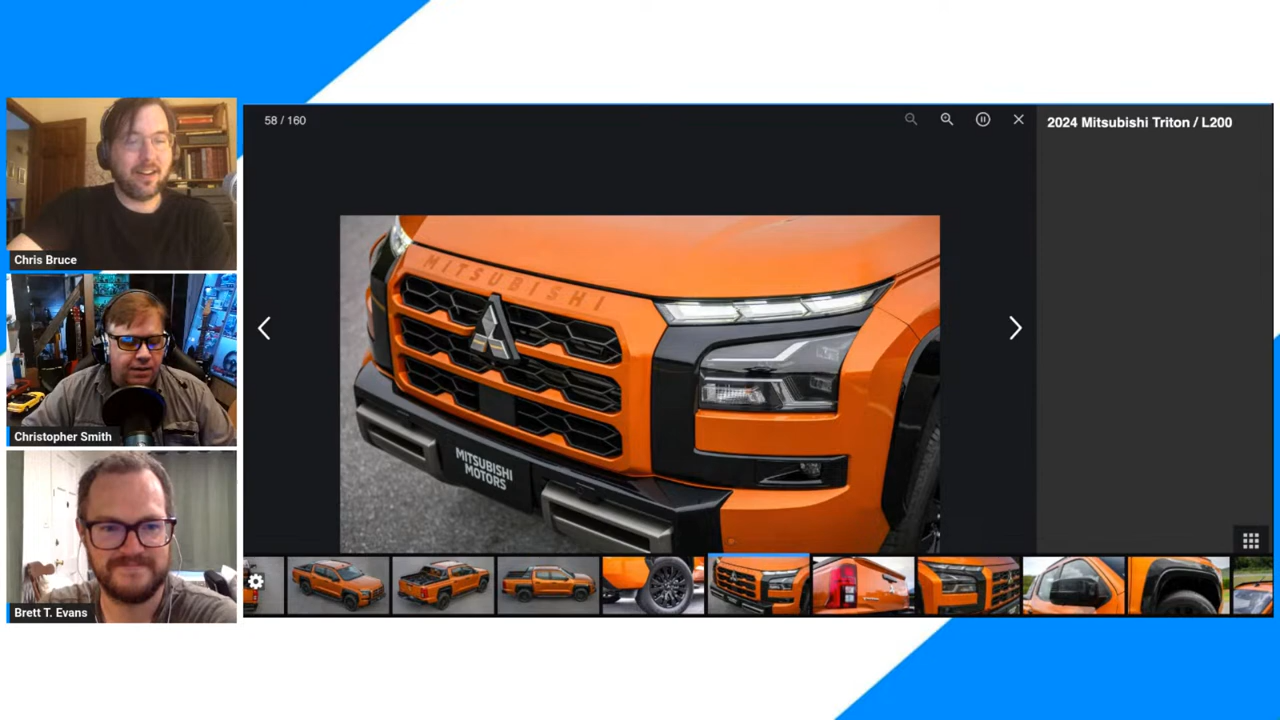 58 / 160
2024 Mitsubishi Triton / L200
Chris Bruce
MITSUBISHI
Christopher Smith
MITSUBISHI
MOTORS
Brett T. Evans